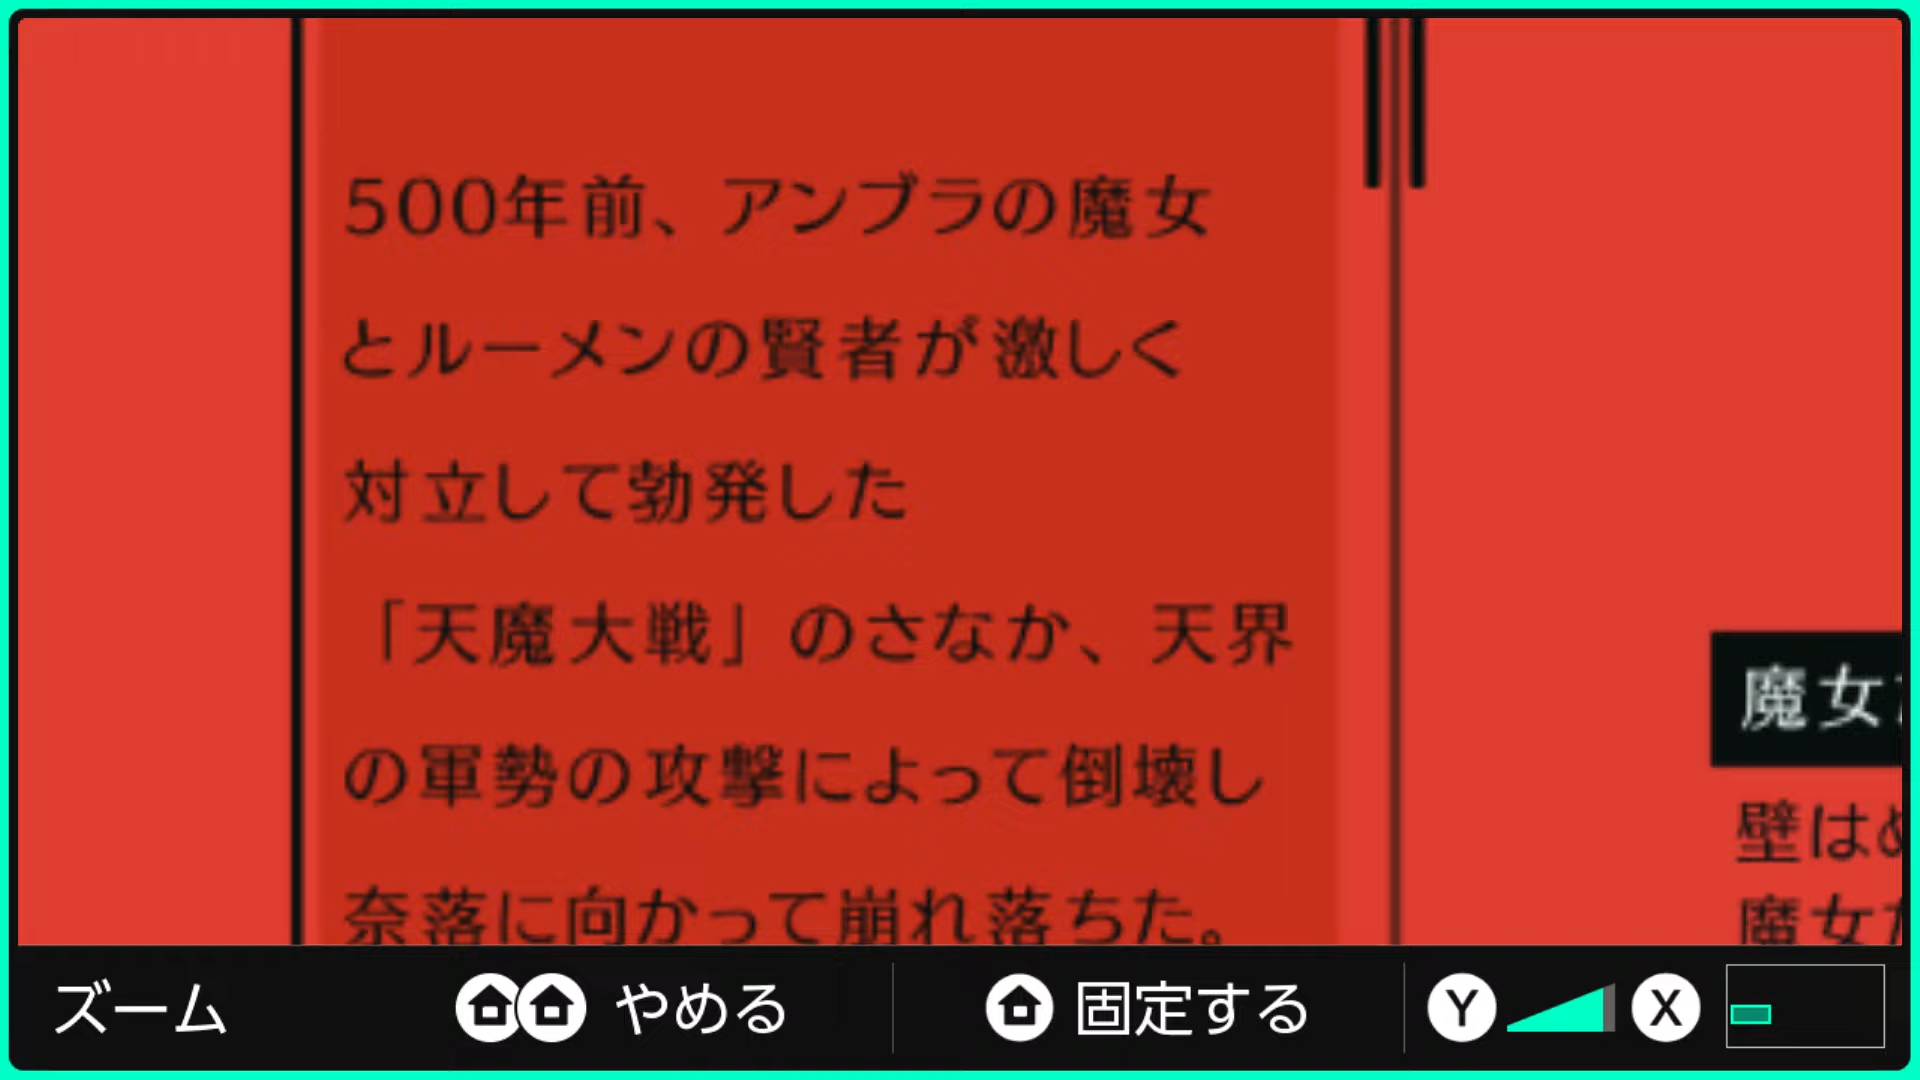 500年前、アンブラの魔女
とルーメンの賢者が激しく
対立して勃発した
「天魔大戦」のさなか、天界
の軍勢の攻撃によって倒壊し
奈落に向かって崩れ落ちた。
魔女
壁は
魔女
ズーム
やめる
固定する
Y
X